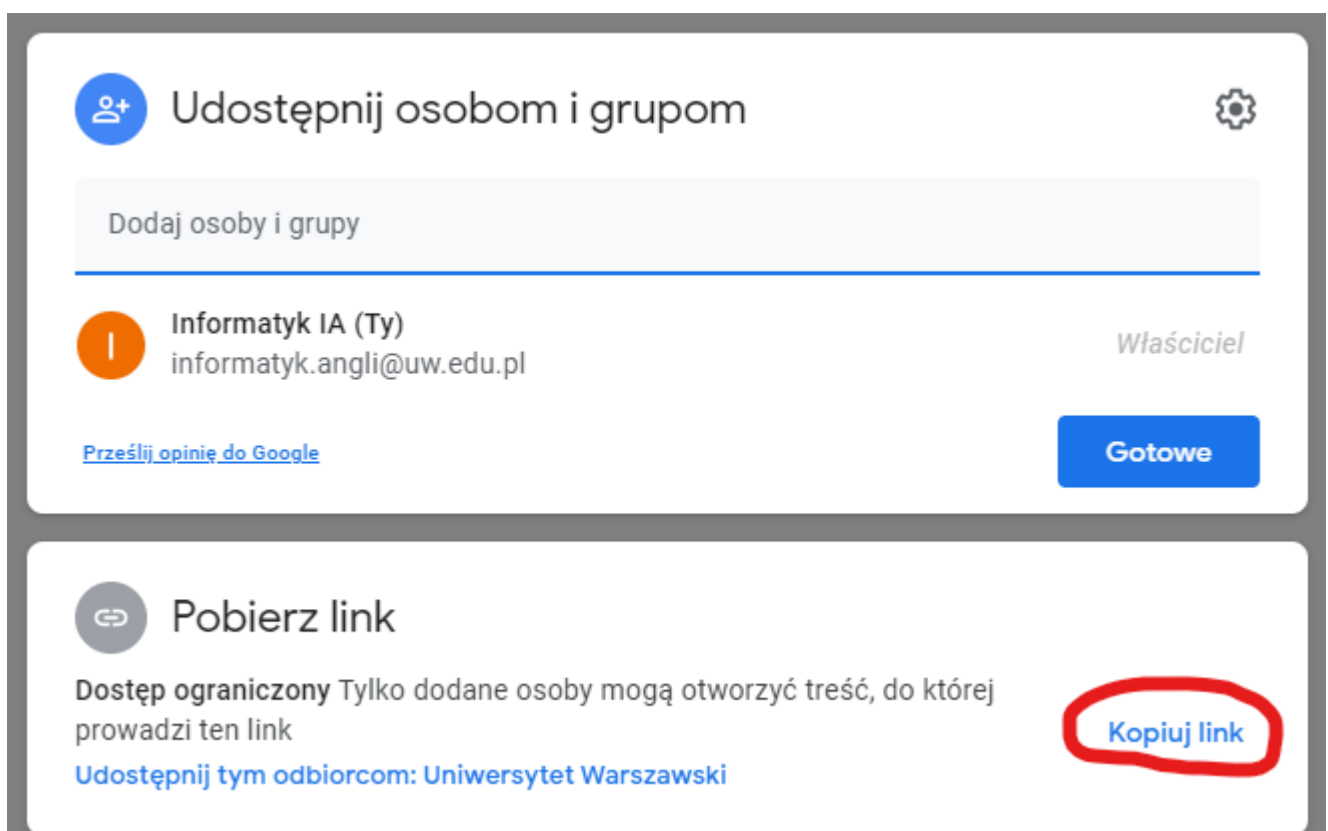 Udostępnij osobom i grupom
Dodaj osoby i grupy
I
Informatyk IA (Ty)
informatyk.angli@uw.edu.pl
Właściciel
Prześlij opinię do Google
Gotowe
Pobierz link
Dostęp ograniczony Tylko dodane osoby mogą otworzyć treść, do której
prowadzi ten link
Kopiuj link
Udostępnij tym odbiorcom: Uniwersytet Warszawski